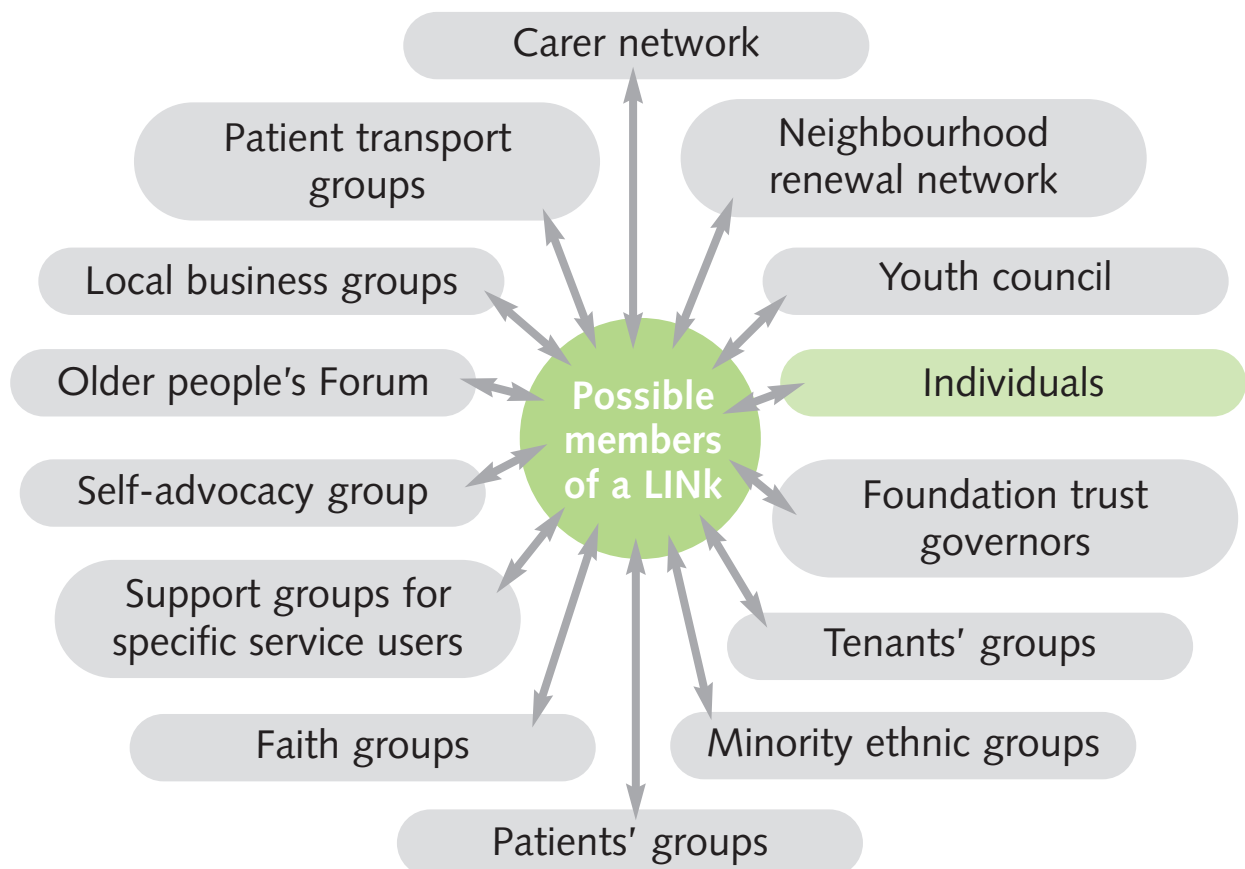 Carer network
Patient transport
groups
Neighbourhood
renewal network
Local business groups
Youth council
Older people's Forum
Individuals
Possible
members
of a LINk
Self-advocacy group
Foundation trust
governors
Support groups for
specific service users
Tenants' groups
Faith groups
Minority ethnic groups
Patients' groups